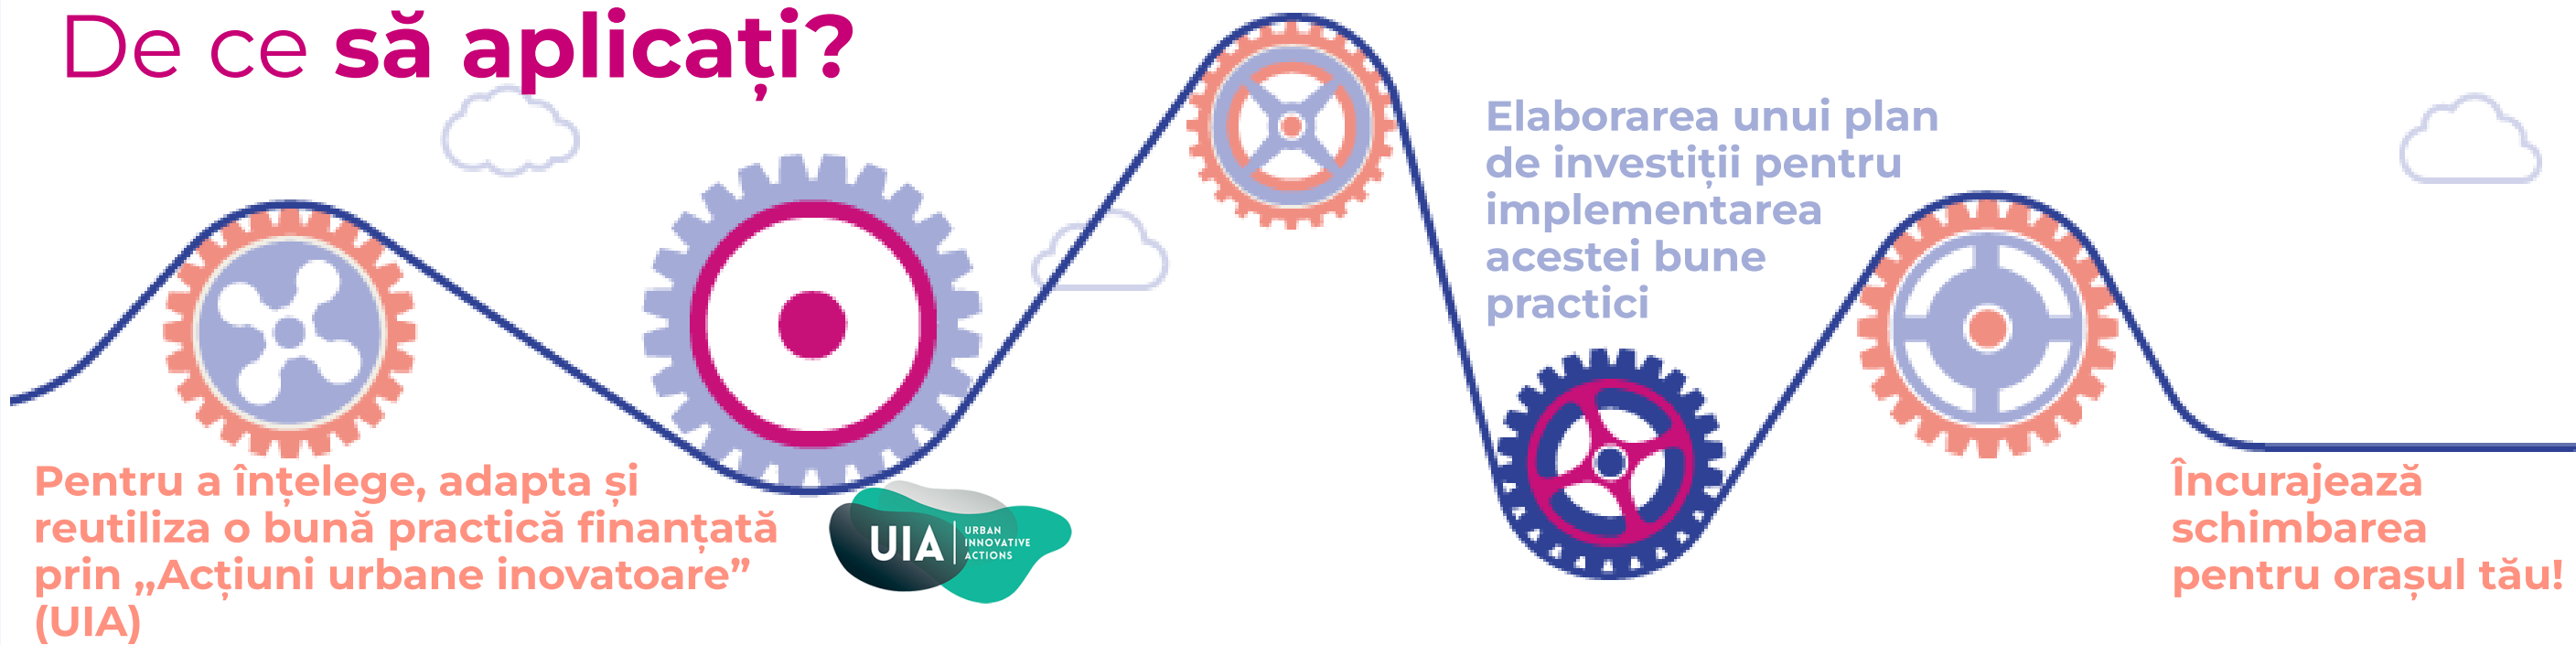 De ce să aplicați?
Elaborarea unui plan
de investiții pentru
implementarea
acestei bune
practici
Pentru a înțelege, adapta și
reutiliza o bună practică finanțată
prin „Acțiuni urbane inovatoare”
(UIA)
UIA
URBAN
INNOVATIVE
ACTIONS
Încurajează
schimbarea
pentru orașul tău!